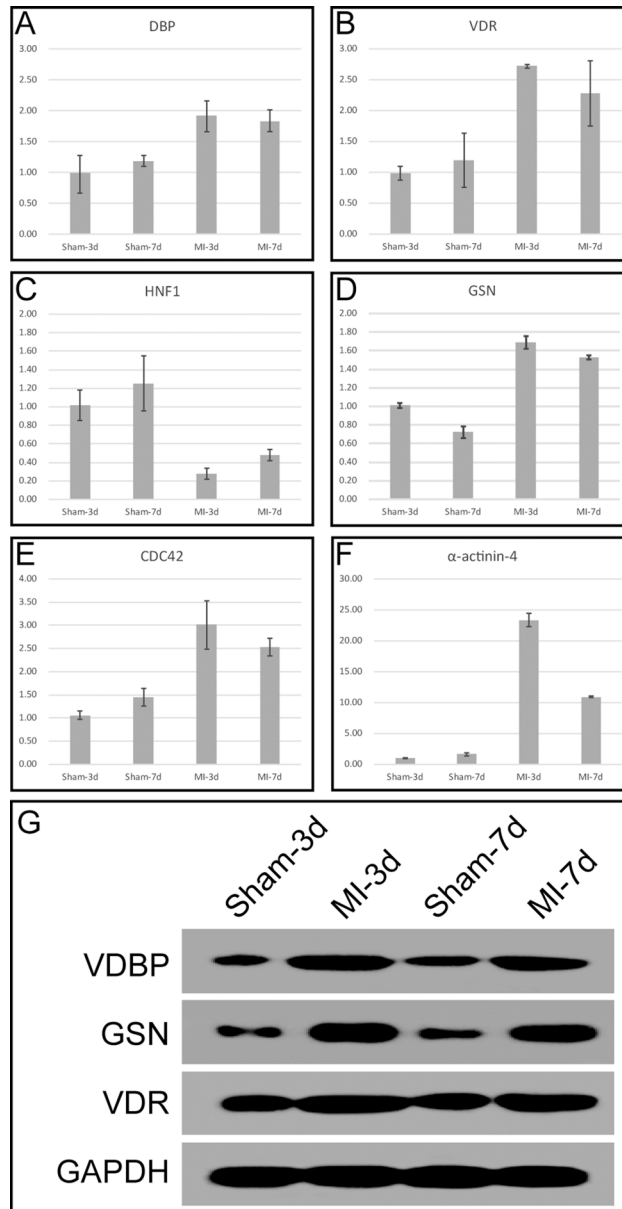 A
DBP
3.00
2.50
2.00
1.50
1.00
0.50
0.00
Sham-3d Sham-7d MI-3d MI-7d
B
VDR
3.00
2.50
2.00
1.50
1.00
0.50
0.00
Sham-3d Sham-7d MI-3d MI-7d
C
HNF1
2.00
1.80
1.60
1.40
1.20
1.00
0.80
0.60
0.40
0.20
0.00
Sham-3d Sham-7d MI-3d MI-7d
D
GSN
2.00
1.80
1.60
1.40
1.20
1.00
0.80
0.60
0.40
0.20
0.00
Sham-3d Sham-7d MI-3d MI-7d
E
CDC42
4.00
3.50
3.00
2.50
2.00
1.50
1.00
0.50
0.00
Sham-3d Sham-7d MI-3d MI-7d
F
α-actinin-4
30.00
25.00
20.00
15.00
10.00
5.00
0.00
Sham-3d Sham-7d MI-3d MI-7d
G
Sham-3d MI-3d Sham-7d MI-7d
VDBP
GSN
VDR
GAPDH